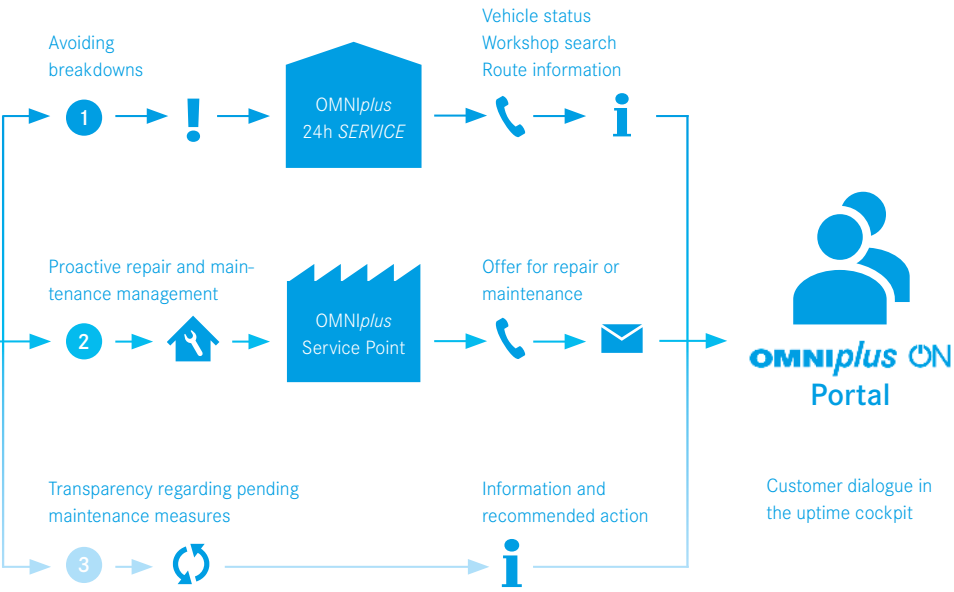 Avoiding
breakdowns
1
OMNIplus
24h SERVICE
Vehicle status
Workshop search
Route information
Proactive repair and main-
tenance management
2
OMNIplus
Service Point
Offer for repair or
maintenance
OMNIplus ON
Portal
Transparency regarding pending
maintenance measures
3
Information and
recommended action
Customer dialogue in
the uptime cockpit